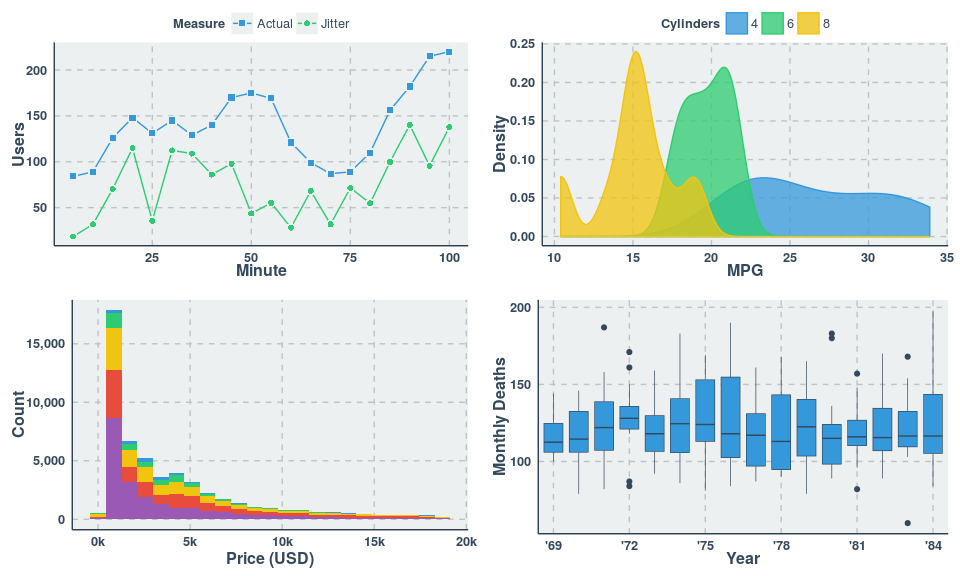 Measure Actual Jitter
Users
200
150
100
50
25 50 75 100
Minute
Cylinders 4 6 8
Density
0.25
0.20
0.15
0.10
0.05
0.00
10 15 20 25 30 35
MPG
Count
15,000
10,000
5,000
0
0k 5k 10k 15k 20k
Price (USD)
Monthly Deaths
200
150
100
'69 '72 '75 '78 '81 '84
Year